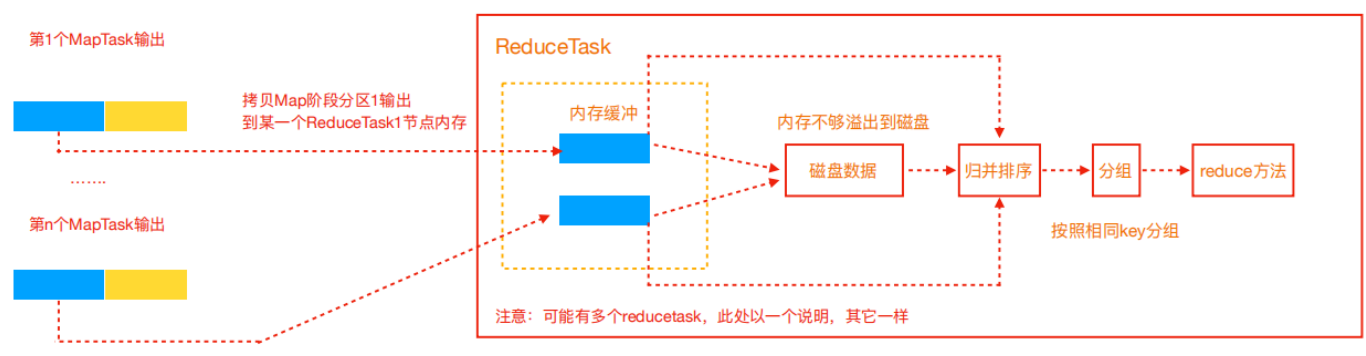 第1个MapTask输出
拷贝Map阶段分区1输出
到某一个ReduceTask1节点内存
.......
第n个MapTask输出
ReduceTask
内存缓冲
内存不够溢出到磁盘
磁盘数据
归并排序
分组
reduce方法
按照相同key分组
注意：可能有多个reducetask，此处以一个说明，其它一样